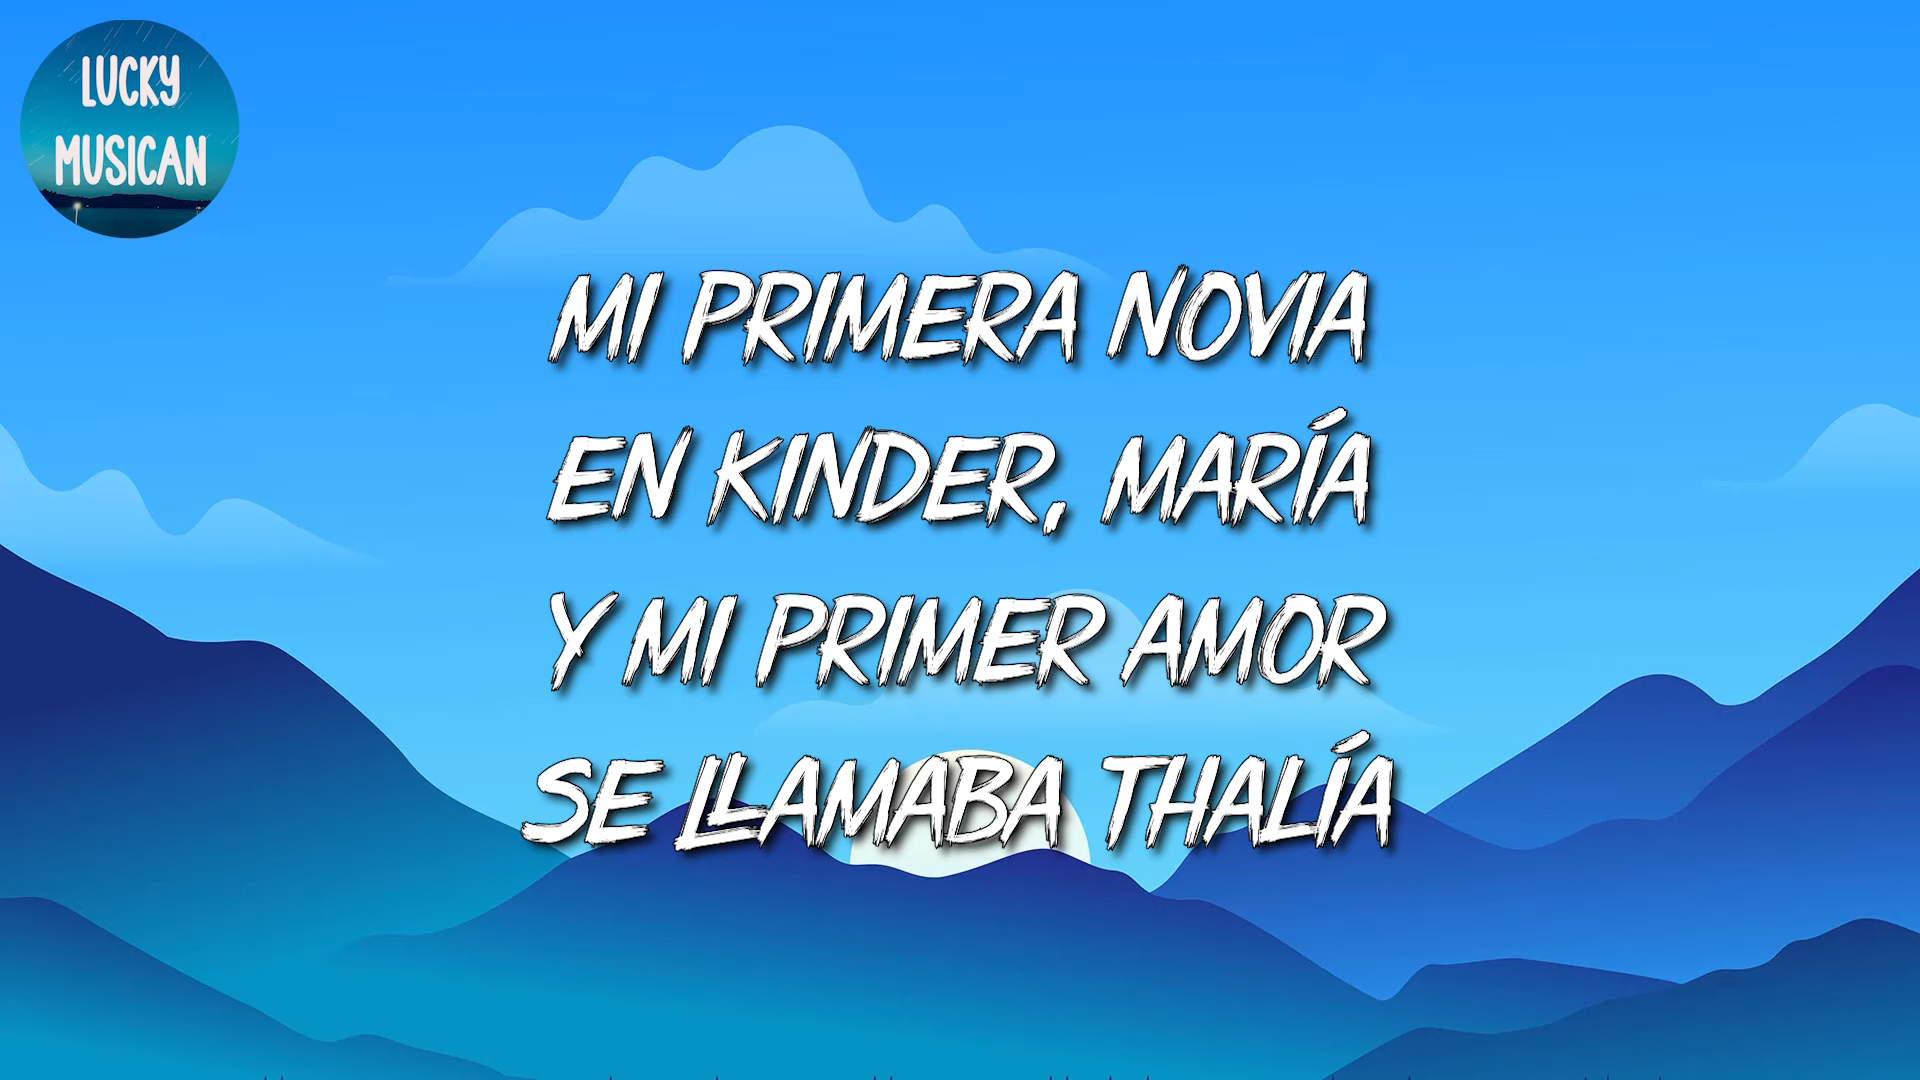 LUCKY
MUSICAN
MI PRIMERA NOVIA
EN KINDER, MARÍA
Y MI PRIMER AMOR
SE LLAMABA THALÍA